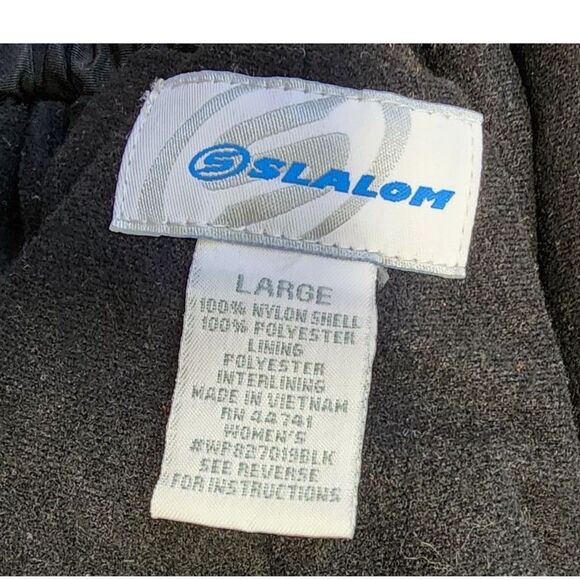 SLALOM
LARGE
100% NYLON SHELL
100% POLYESTER
LINING
POLYESTER
INTERLINING
MADE IN VIETNAM
RN 44741
WOMEN'S
#WP827019BLK
SEE REVERSE
FOR INSTRUCTIONS